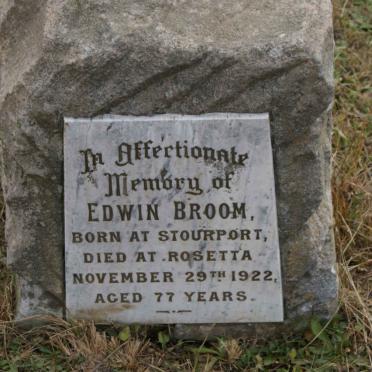 In Affectionate
Memory of
EDWIN BROOM,
BORN AT STOURPORT,
DIED AT ROSETTA
NOVEMBER 29TH 1922,
AGED 77 YEARS.